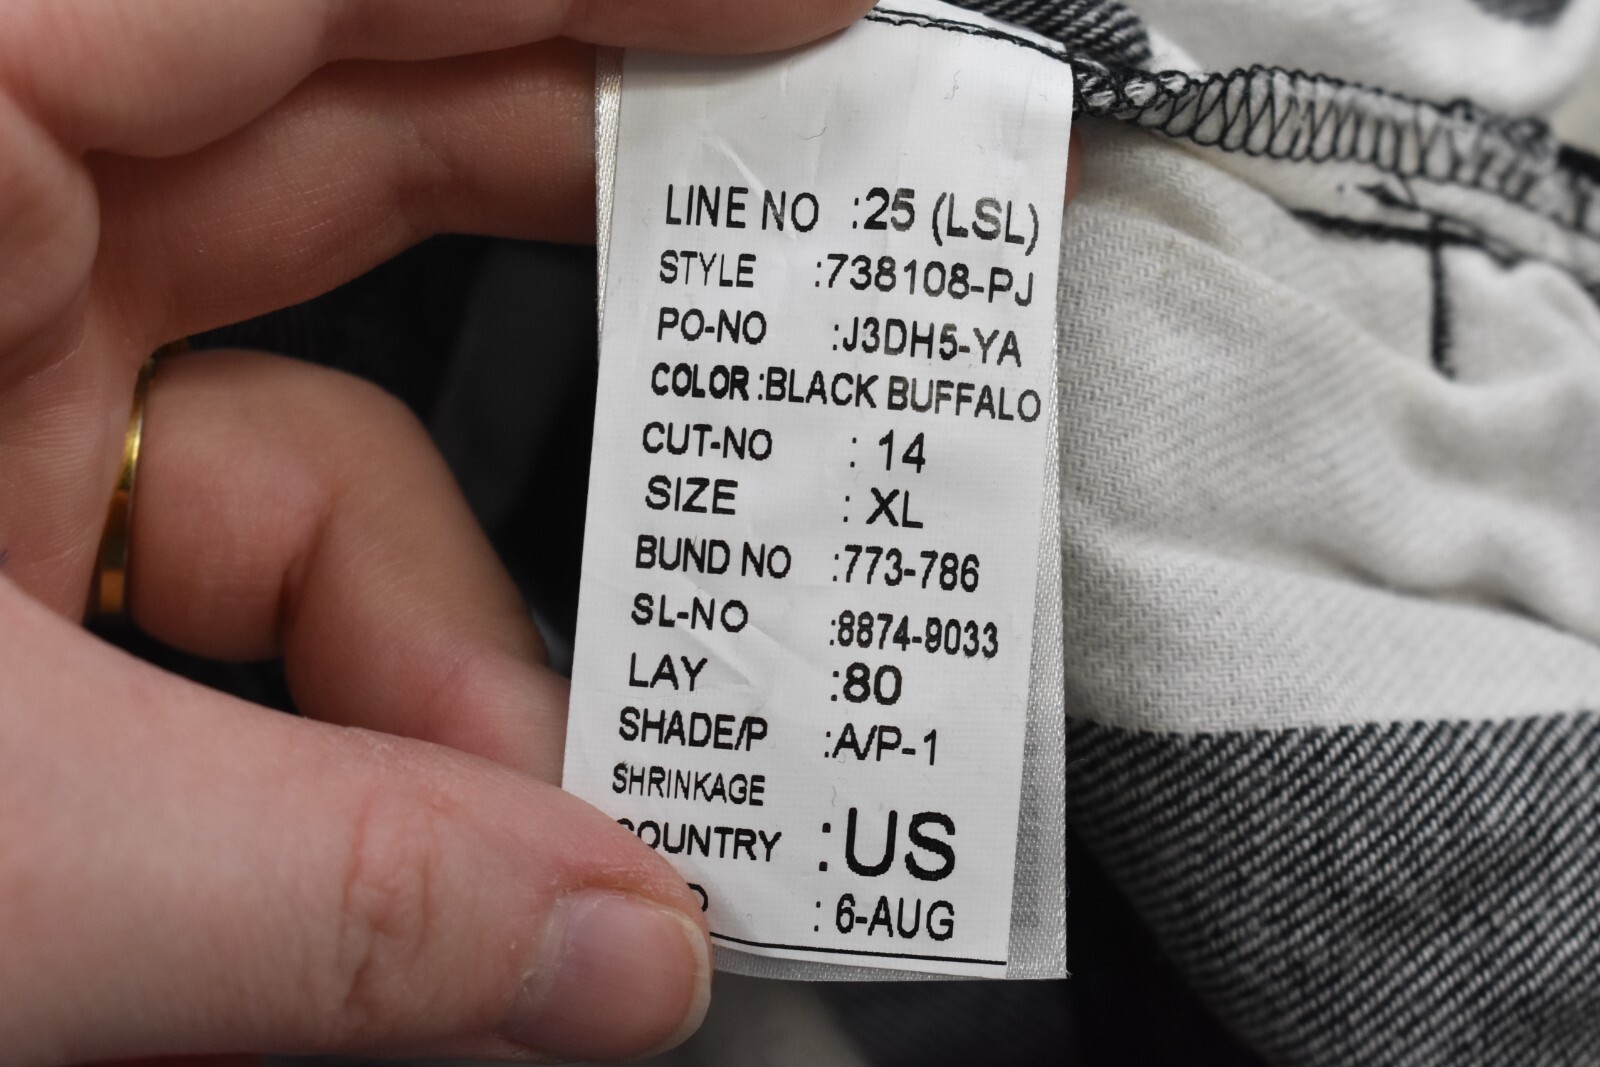 LINE NO :25 (LSL)
STYLE :738108-PJ
PO-NO :J3DH5-YA
COLOR :BLACK BUFFALO
CUT-NO : 14
SIZE : XL
BUND NO :773-786
SL-NO :8874-9033
LAY :80
SHADE/P :A/P-1
SHRINKAGE
COUNTRY :US
: 6-AUG